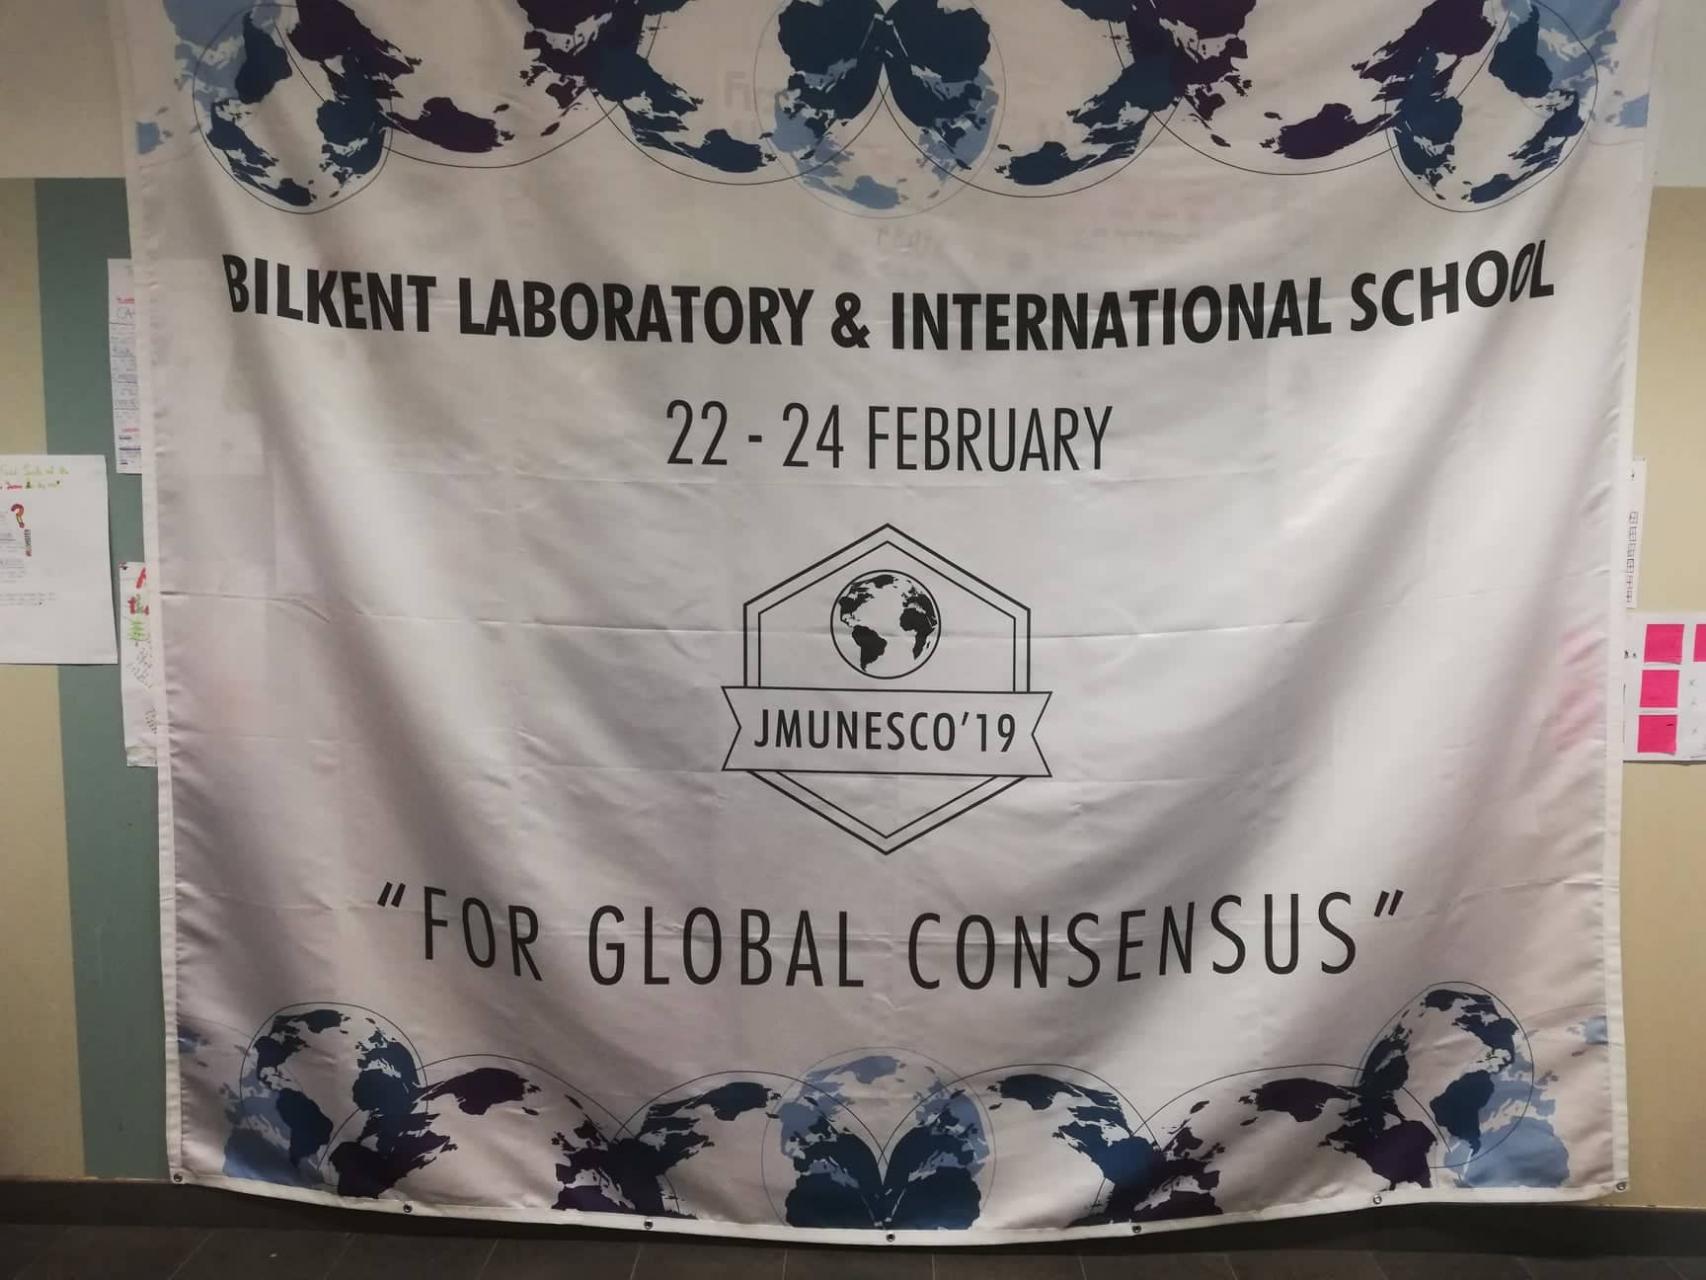 BILKENT LABORATORY & INTERNATIONAL SCHOOL
22 - 24 FEBRUARY
JMUNESCO'19
"FOR GLOBAL CONSENSUS"